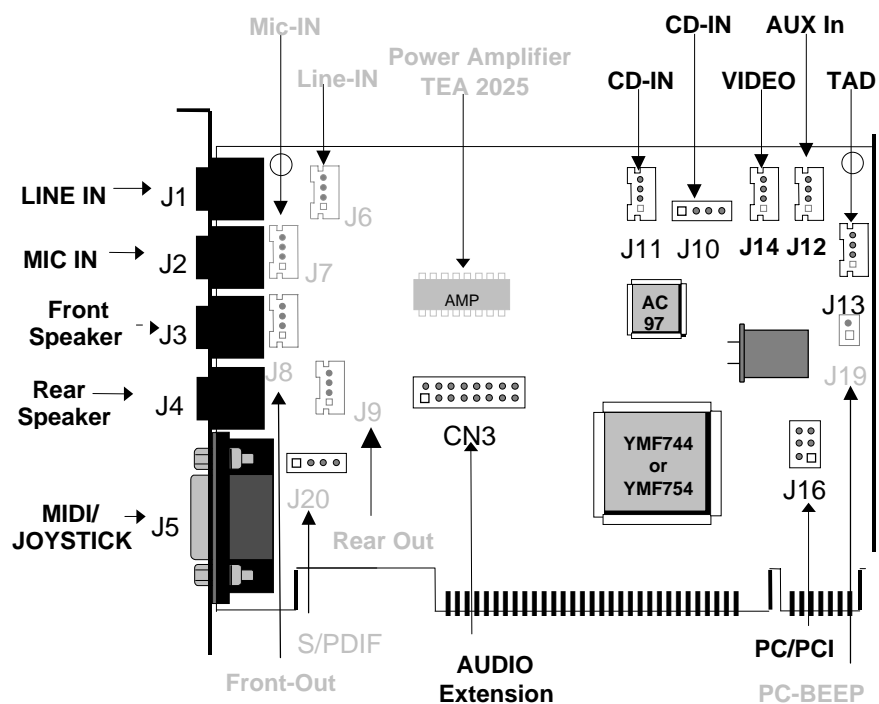 Mic-IN
CD-IN
AUX In
Power Amplifier
TEA 2025
Line-IN
CD-IN
VIDEO
TAD
LINE IN
J1
J6
J11
J10
J14
J12
MIC IN
J2
J7
AMP
AC
97
J13
Front
Speaker
J3
J8
J19
Rear
Speaker
J4
J9
CN3
YMF744
or
YMF754
J16
MIDI/
JOYSTICK
J5
J20
Rear Out
S/PDIF
PC/PCI
AUDIO
Extension
Front-Out
PC-BEEP